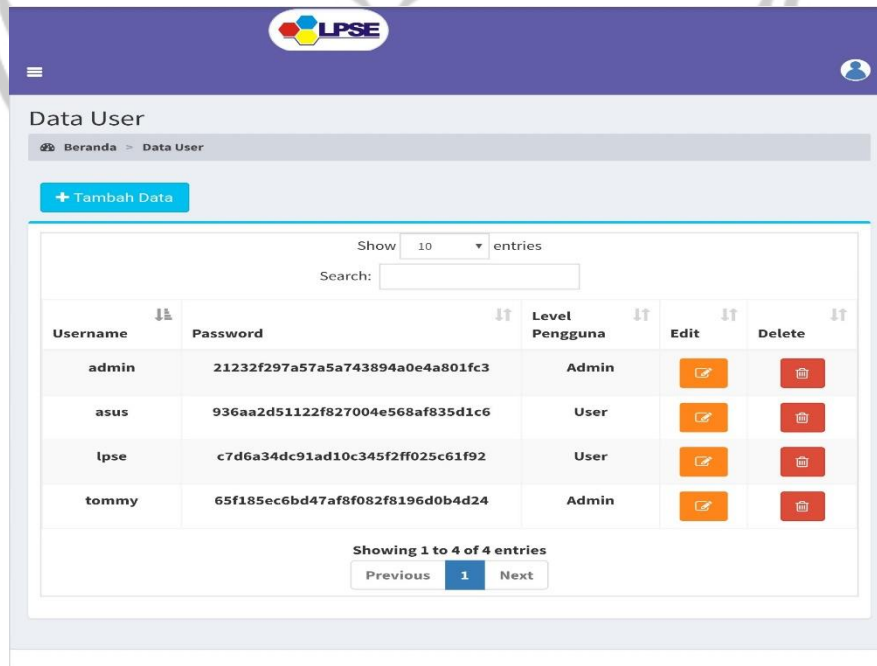 LPSE
Data User
Beranda > Data User
+ Tambah Data
Show 10 entries
Search:
Username Password Level Pengguna Edit Delete
admin 21232f297a57a5a743894a0e4a801fc3 Admin
asus 936aa2d51122f827004e568af835d1c6 User
lpse c7d6a34dc91ad10c345f2ff025c61f92 User
tommy 65f185ec6bd47af8f082f8196d0b4d24 Admin
Showing 1 to 4 of 4 entries
Previous 1 Next